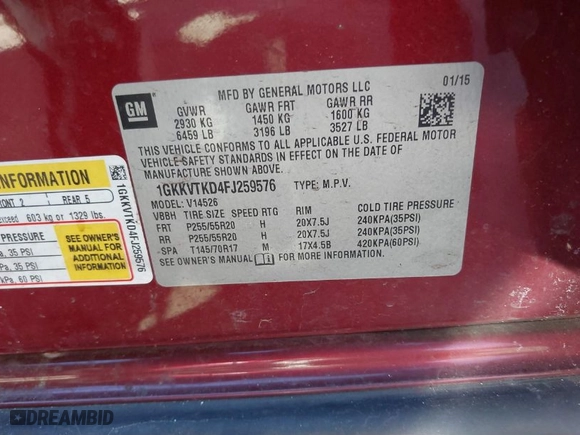 MFD BY GENERAL MOTORS LLC
01/15
GM
GVWR GAWR FRT GAWR RR
2930 KG 1450 KG 1600 KG
6459 LB 3196 LB 3527 LB
THIS VEHICLE CONFORMS TO ALL APPLICABLE U.S. FEDERAL MOTOR
VEHICLE SAFETY STANDARDS IN EFFECT ON THE DATE OF
MANUFACTURE SHOWN ABOVE.
1GKKVTKD4FJ259576 TYPE: M.P.V.
MODEL: V14526
VBBH TIRE SIZE SPEED RTG RIM COLD TIRE PRESSURE
FRT P255/55R20 H 20X7.5J 240KPA(35PSI)
RR P255/55R20 H 20X7.5J 240KPA(35PSI)
SPA T145/70R17 M 17X4.5B 420KPA(60PSI)
SEE OWNER'S MANUAL FOR MORE INFORMATION.
INFORMATION
FRONT 2 REAR 5
exceed 603 kg or 1329 lbs.
PRESSURE
35 PSI
35 PSI
kPa, 60 PSI
SEE OWNER'S
MANUAL FOR
ADDITIONAL
INFORMATION
1GKKVTKD4FJ259576
DREAMBID